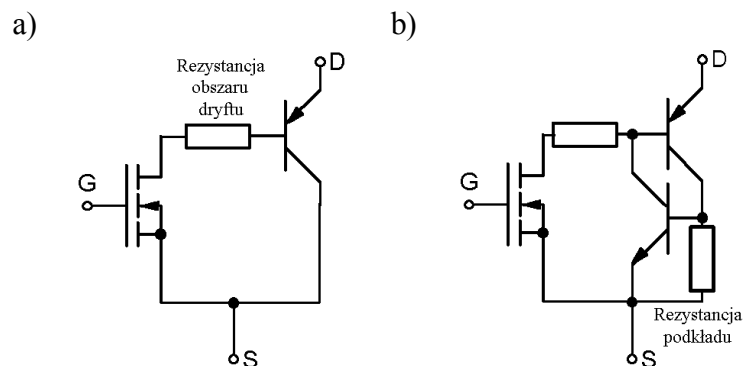 a)
b)
D
Rezystancja
obszaru
dryftu
G
S
D
G
Rezystancja
podkładu
S